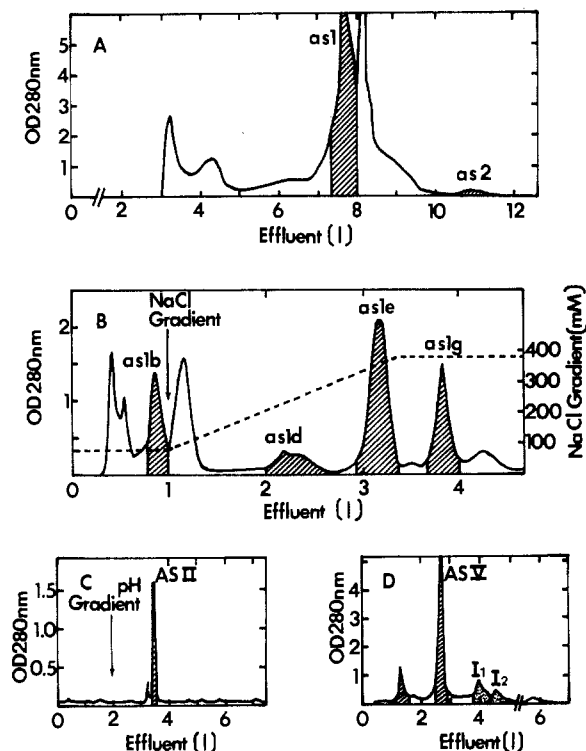 A
as1
as2
OD280nm
6
5
4
3
2
1
0
2
4
6
8
10
12
Effluent (l)
B
NaCl
Gradient
as1b
as1d
as1e
as1g
OD280nm
2
1
0
1
2
3
4
Effluent (l)
400
300
200
100
NaCl Gradient(mM)
C
pH
Gradient
AS II
OD280nm
1.5
1.0
0.5
0
2
4
6
Effluent (l)
D
AS V
I1
I2
OD280nm
4
3
2
1
0
2
4
6
Effluent (l)